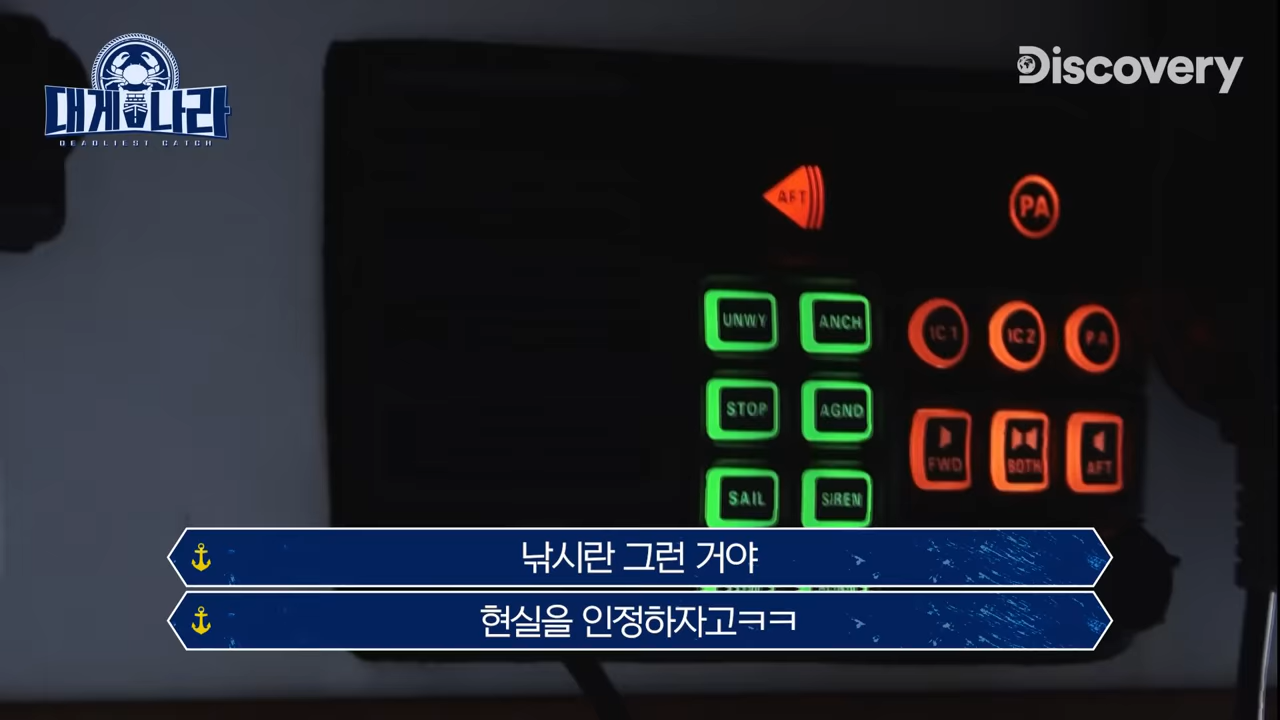 대게나라
DEADLIEST CATCH
Discovery
AFT
PA
UNWY
ANCH
IC 1
IC 2
PA
STOP
AGND
FWD
BOTH
AFT
SAIL
SIREN
낚시란 그런 거야
현실을 인정하자고ㅋㅋ